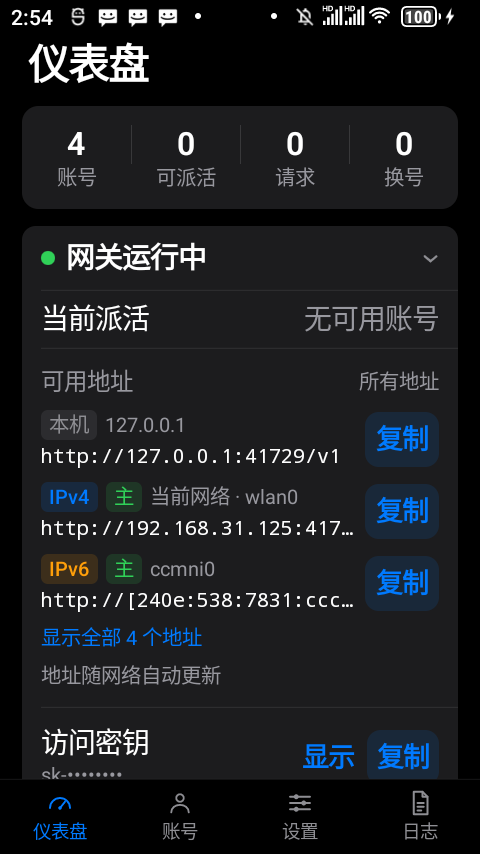 2:54
HD HD 100
仪表盘
4 0 0 0
账号 可派活 请求 换号
网关运行中
当前派活 无可用账号
可用地址 所有地址
本机 127.0.0.1
http://127.0.0.1:41729/v1 复制
IPv4 主 当前网络 · wlan0
http://192.168.31.125:417… 复制
IPv6 主 ccmni0
http://[240e:538:7831:ccc… 复制
显示全部 4 个地址
地址随网络自动更新
访问密钥 显示 复制
sk-••••••••
仪表盘 账号 设置 日志